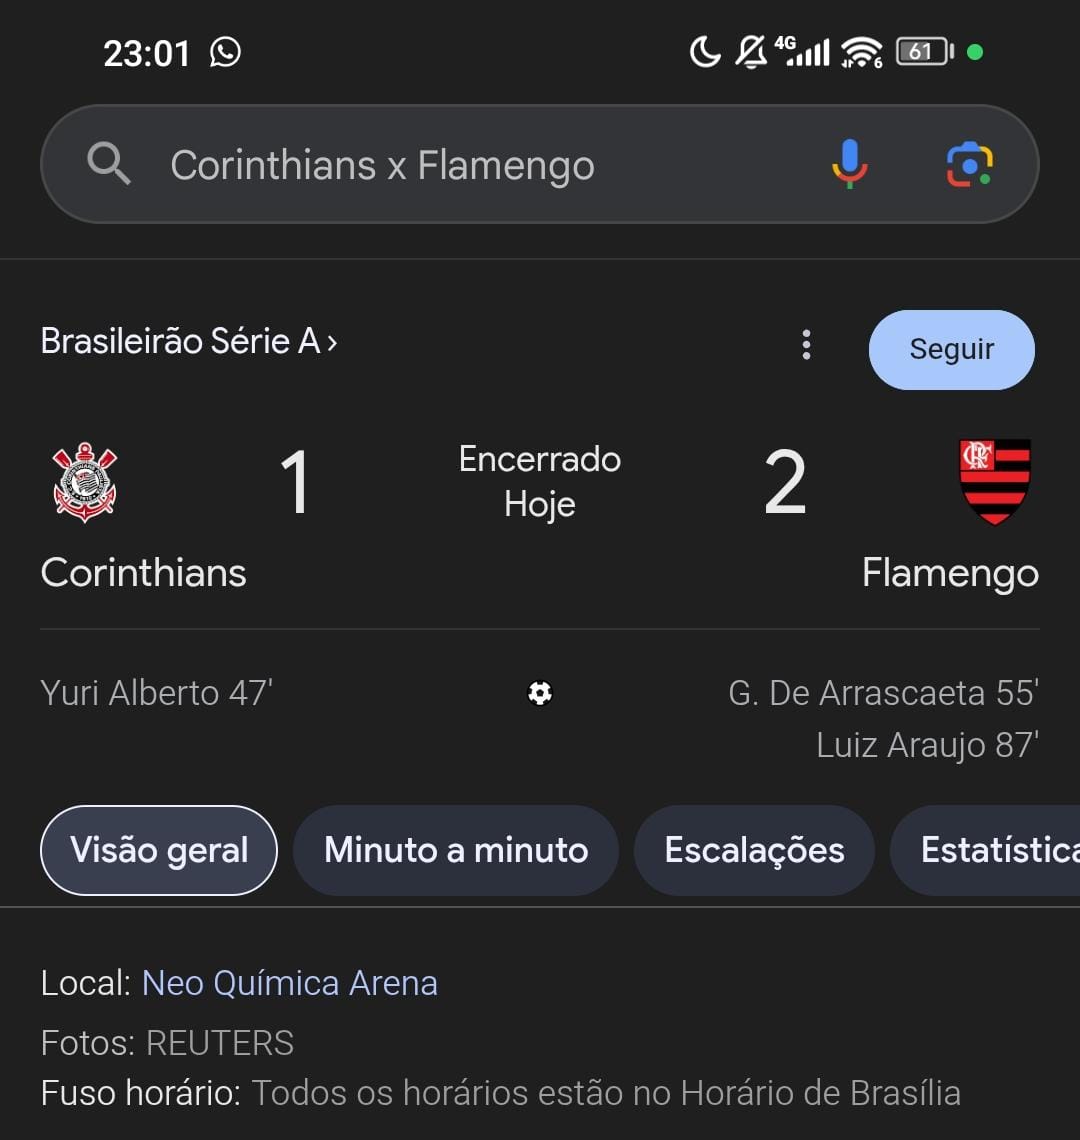 23:01
4G 6 61
Corinthians x Flamengo
Brasileirão Série A ›
Seguir
1 Encerrado 2
Hoje
Corinthians Flamengo
Yuri Alberto 47' G. De Arrascaeta 55'
Luiz Araujo 87'
Visão geral Minuto a minuto Escalações Estatística
Local: Neo Química Arena
Fotos: REUTERS
Fuso horário: Todos os horários estão no Horário de Brasília